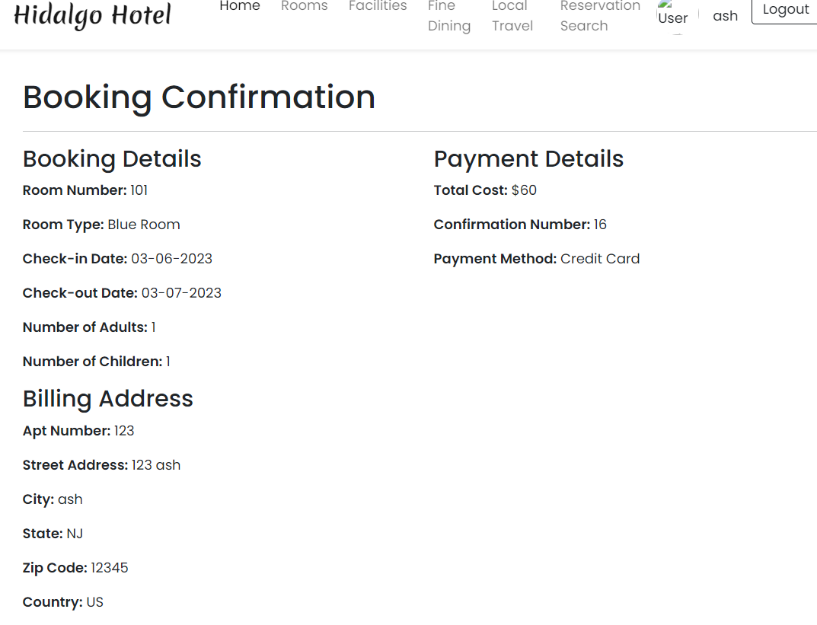 Hidalgo Hotel
Home Rooms Facilities Fine Dining Local Travel Reservation Search User ash Logout
Booking Confirmation
Booking Details
Room Number: 101
Room Type: Blue Room
Check-in Date: 03-06-2023
Check-out Date: 03-07-2023
Number of Adults: 1
Number of Children: 1
Payment Details
Total Cost: $60
Confirmation Number: 16
Payment Method: Credit Card
Billing Address
Apt Number: 123
Street Address: 123 ash
City: ash
State: NJ
Zip Code: 12345
Country: US